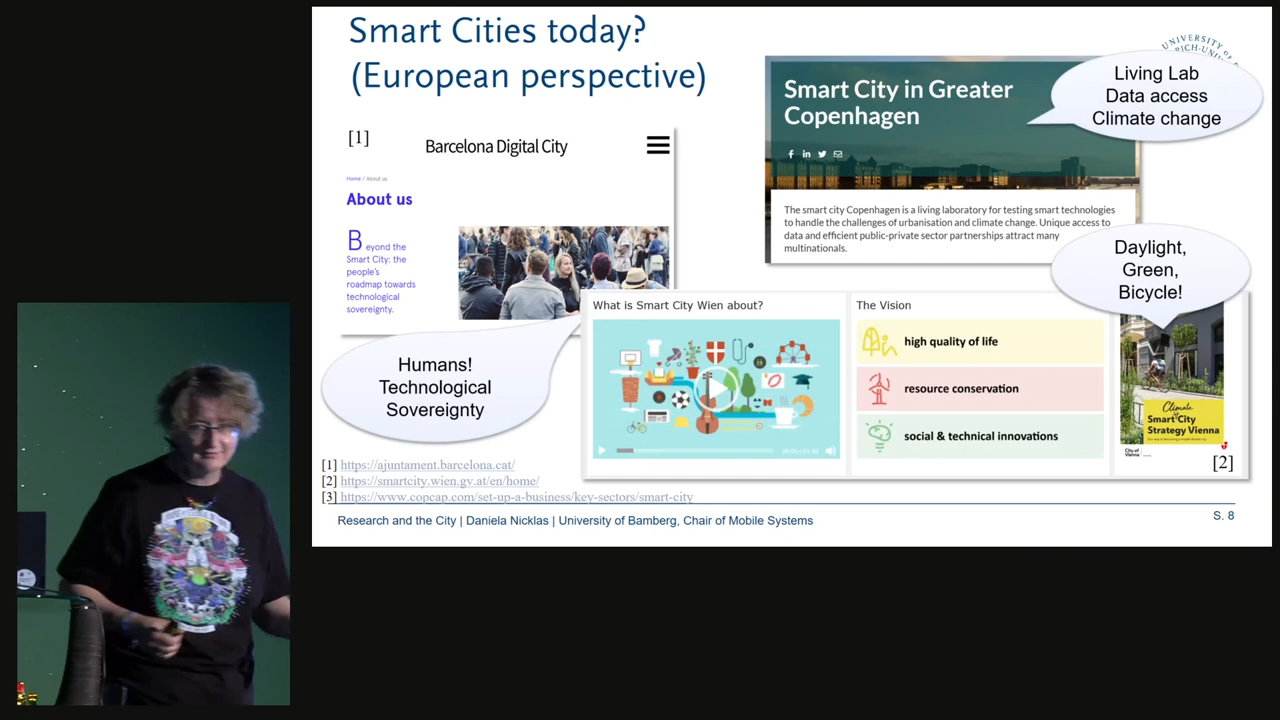 Smart Cities today?
(European perspective)
UNIVERSITY of
[1]
Barcelona Digital City
Home / About us
About us
Beyond the
Smart City: the
people's
roadmap towards
technological
sovereignty.
Humans!
Technological
Sovereignty
Smart City in Greater
Copenhagen
The smart city Copenhagen is a living laboratory for testing smart technologies
to handle the challenges of urbanisation and climate change. Unique access to
data and efficient public-private sector partnerships attract many
multinationals.
Living Lab
Data access
Climate change
Daylight,
Green,
Bicycle!
What is Smart City Wien about?
The Vision
high quality of life
resource conservation
social & technical innovations
Climate
Smart City
Strategy Vienna
City of
Vienna
[2]
[1] https://ajuntament.barcelona.cat/
[2] https://smartcity.wien.gv.at/en/home/
[3] https://www.copcap.com/set-up-a-business/key-sectors/smart-city
Research and the City | Daniela Nicklas | University of Bamberg, Chair of Mobile Systems
S. 8